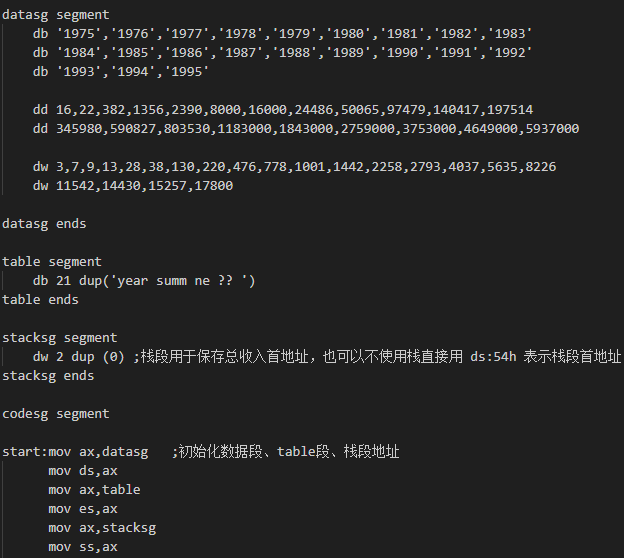 datasg segment
db '1975','1976','1977','1978','1979','1980','1981','1982','1983'
db '1984','1985','1986','1987','1988','1989','1990','1991','1992'
db '1993','1994','1995'
dd 16,22,382,1356,2390,8000,16000,24486,50065,97479,140417,197514
dd 345980,590827,803530,1183000,1843000,2759000,3753000,4649000,5937000
dw 3,7,9,13,28,38,130,220,476,778,1001,1442,2258,2793,4037,5635,8226
dw 11542,14430,15257,17800
datasg ends
table segment
db 21 dup('year summ ne ?? ')
table ends
stacksg segment
dw 2 dup (0) ;栈段用于保存总收入首地址，也可以不使用栈直接用 ds:54h 表示栈段首地址
stacksg ends
codesg segment
start:mov ax,datasg   ;初始化数据段、table段、栈段地址
mov ds,ax
mov ax,table
mov es,ax
mov ax,stacksg
mov ss,ax